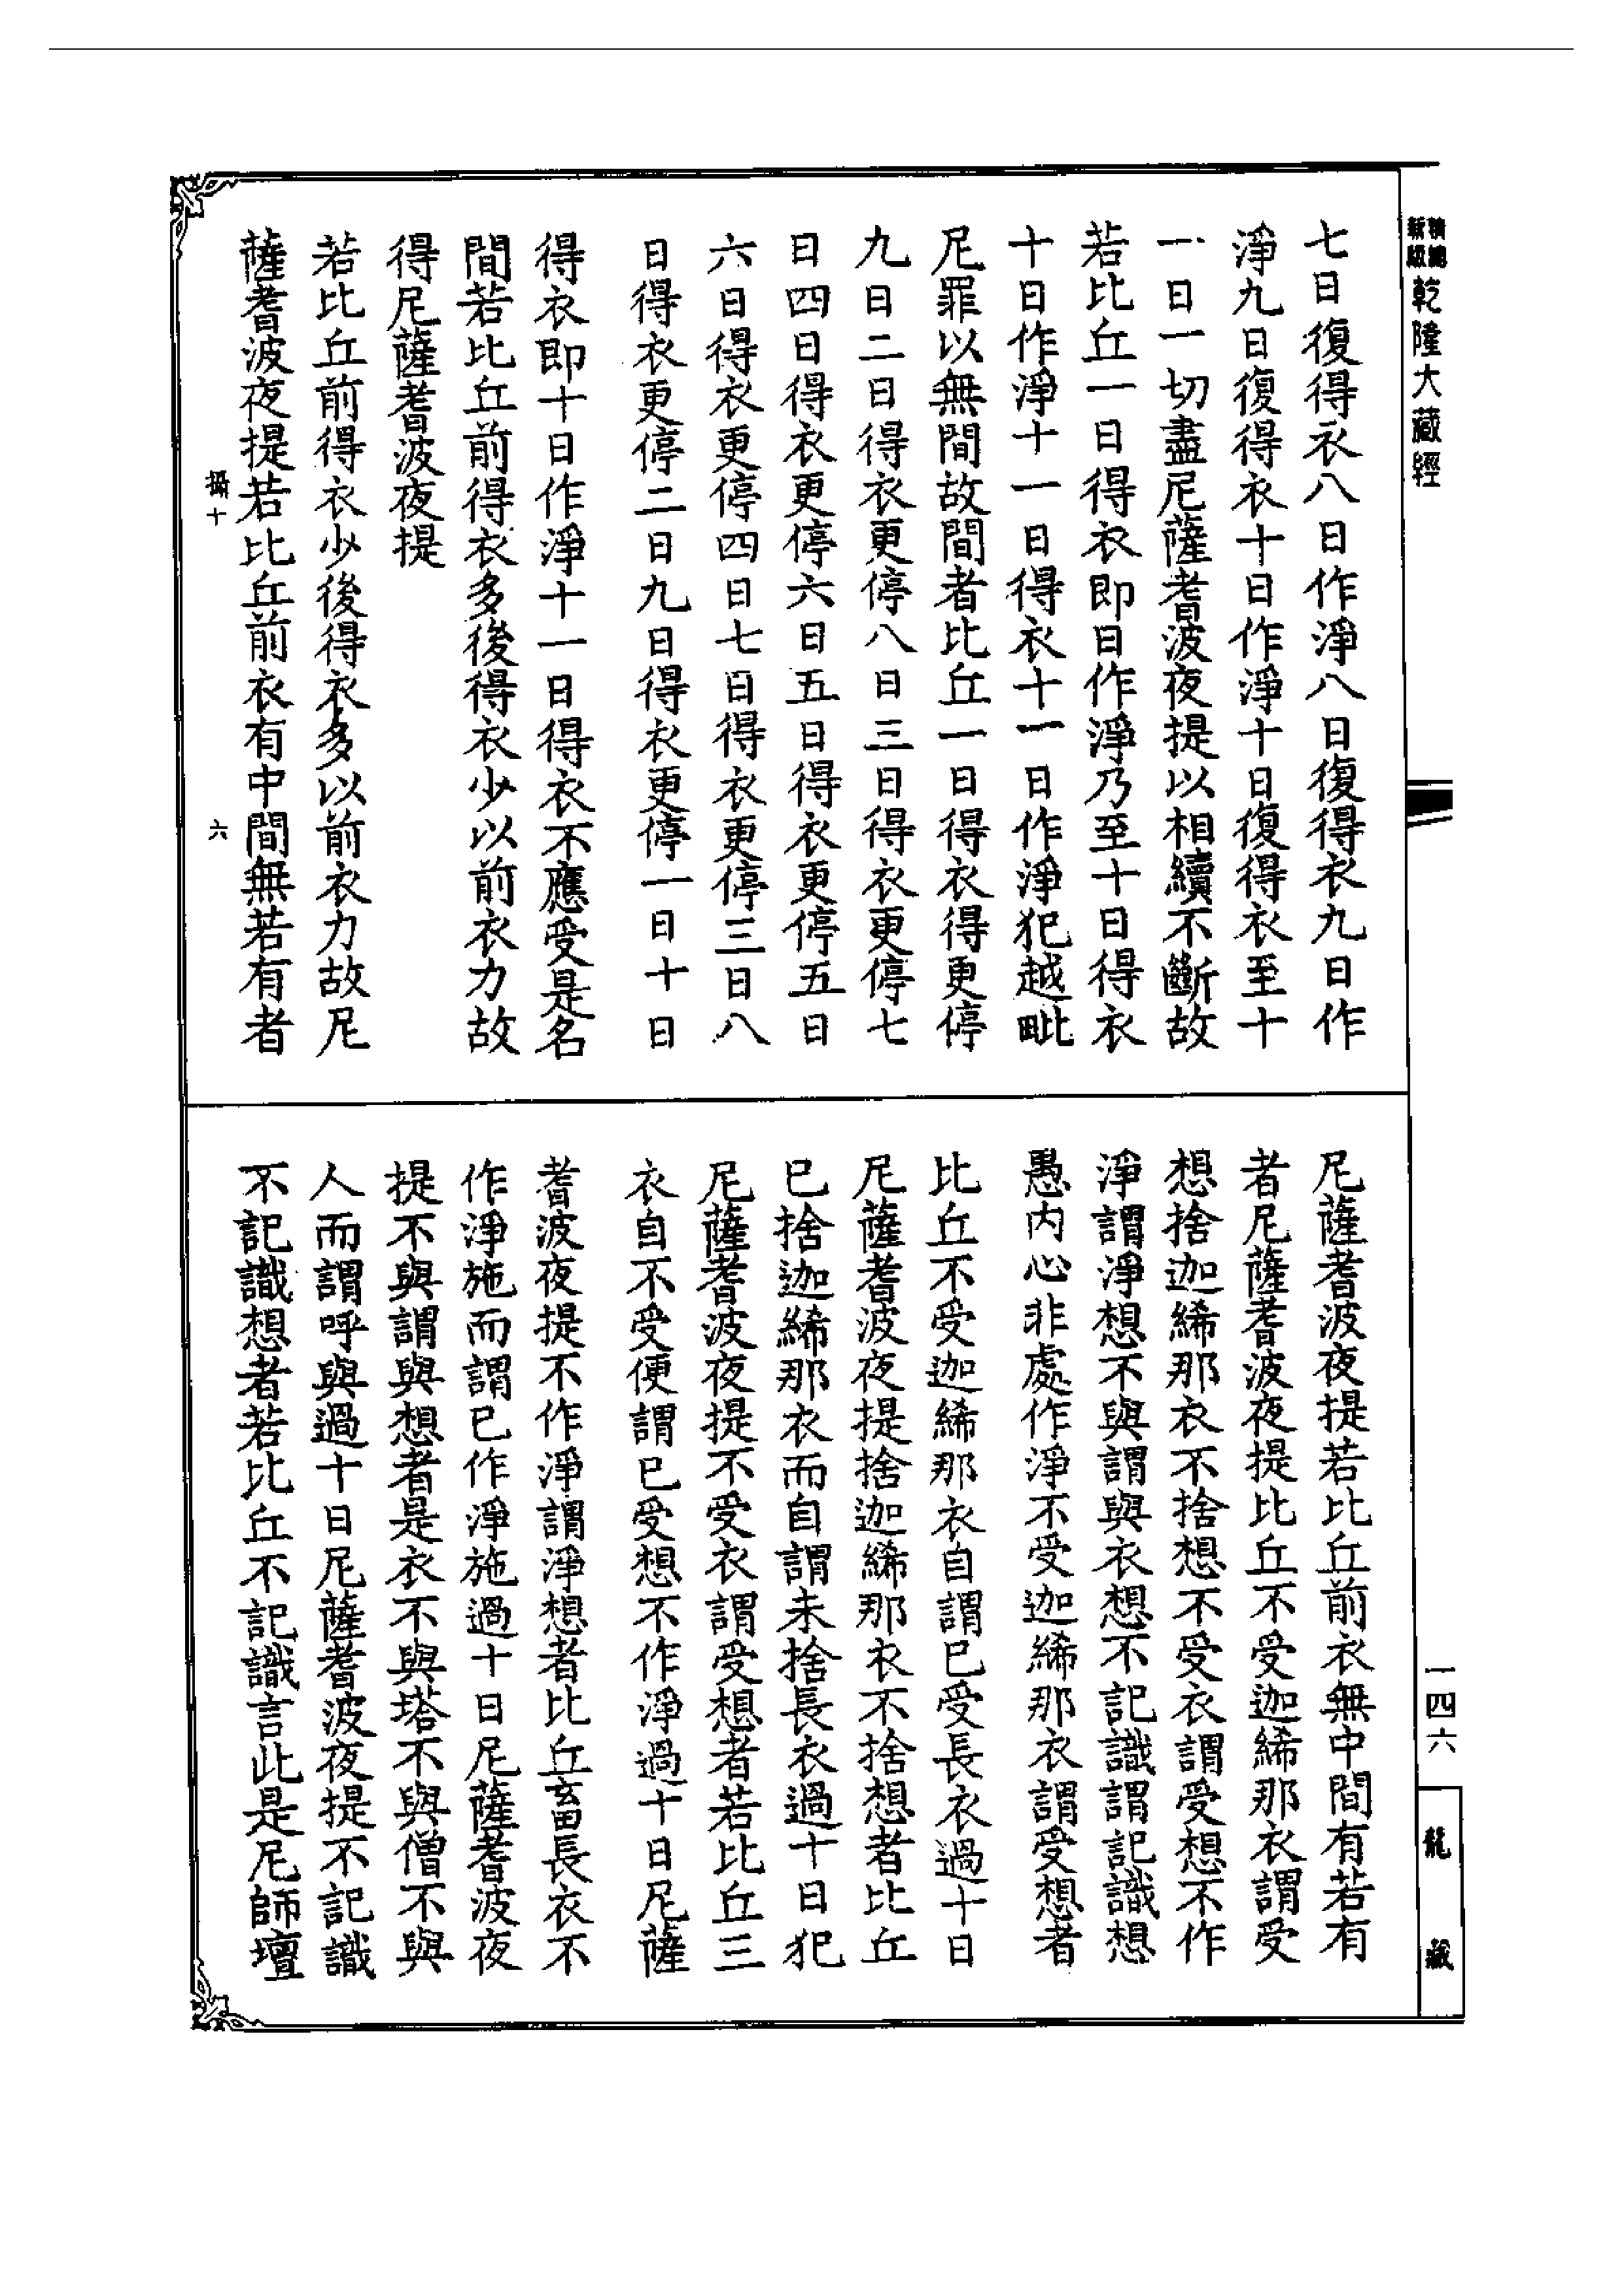 新編縮版 乾隆大藏經
七日復得衣八日作淨八日復得衣九日作
淨九日復得衣十日作淨十日復得衣至十
一日一切盡尼薩耆波夜提以相續不斷故
若比丘一日得衣即日作淨乃至十日得衣
十日作淨十一日得衣十一日作淨犯越毗
尼罪以無間故間者比丘一日得衣得更停
九日二日得衣更停八日三日得衣更停七
日四日得衣更停六日五日得衣更停五日
六日得衣更停四日七日得衣更停三日八
日得衣更停二日九日得衣更停一日十日
得衣即十日作淨十一日得衣不應受是名
間若比丘前得衣多後得衣少以前衣力故
得尼薩耆波夜提
若比丘前得衣少後得衣多以前衣力故尼
薩耆波夜提若比丘前衣有中間無若有者
攝十 六
尼薩耆波夜提若比丘前衣無中間有若有
者尼薩耆波夜提比丘不受迦絺那衣謂受
想捨迦絺那衣不捨想不受衣謂受想不作
淨謂淨想不與謂與衣想不記識謂記識想
愚內心非處作淨不受迦絺那衣謂受想者
比丘不受迦絺那衣自謂已受長衣過十日
尼薩耆波夜提捨迦絺那衣不捨想者比丘
已捨迦絺那衣而自謂未捨長衣過十日犯
尼薩耆波夜提不受衣謂受想者若比丘三
衣自不受便謂已受想不作淨過十日尼薩
耆波夜提不作淨謂淨想者比丘畜長衣不
作淨施而謂已作淨施過十日尼薩耆波夜
提不與謂與想者是衣不與塔不與僧不與
人而謂呼與過十日尼薩耆波夜提不記識
不記識想者若比丘不記識言此是尼師壇
一四六
龍藏